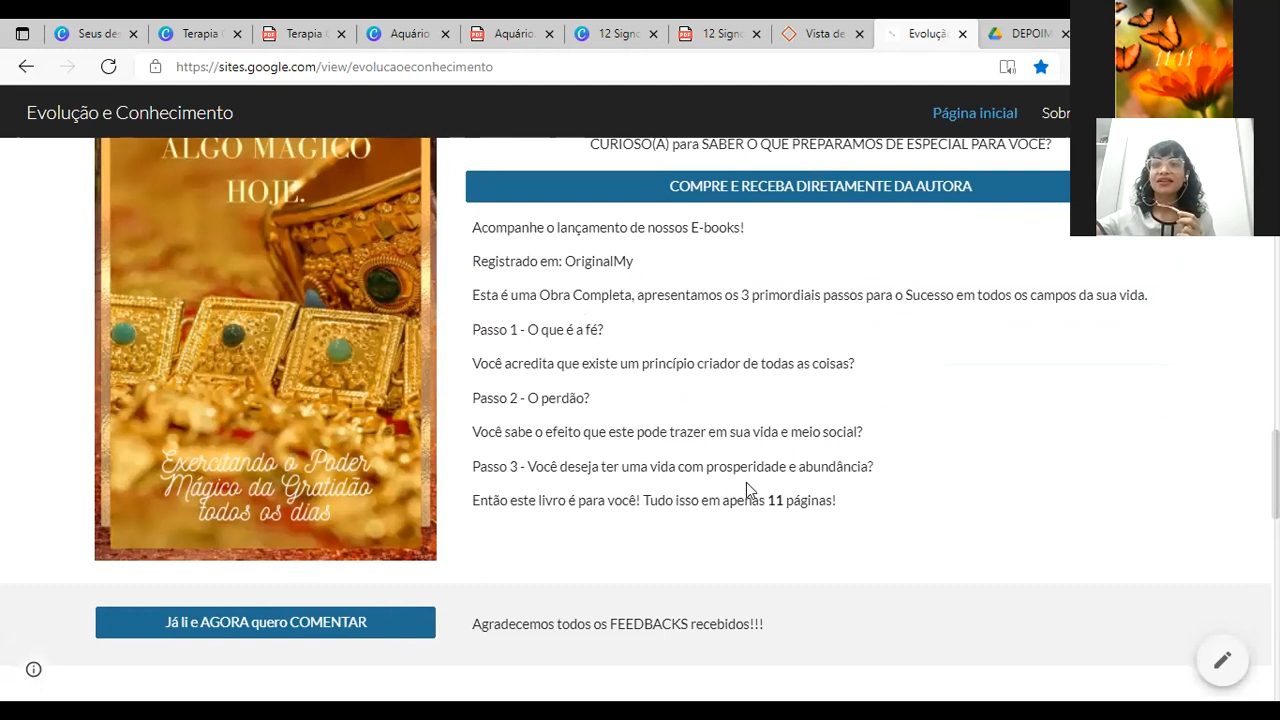 Seus de
Terapia
Terapia
Aquário
Aquário
12 Signo
12 Signo
Vista de
Evoluçã
DEPOIM
https://sites.google.com/view/evolucaoeconhecimento
11 11
Evolução e Conhecimento
Página inicial
Sobr
ALGO MÁGICO
HOJE.
Exercitando o Poder
Mágico da Gratidão
todos os dias
CURIOSO(A) para SABER O QUE PREPARAMOS DE ESPECIAL PARA VOCÊ?
COMPRE E RECEBA DIRETAMENTE DA AUTORA
Acompanhe o lançamento de nossos E-books!
Registrado em: OriginalMy
Esta é uma Obra Completa, apresentamos os 3 primordiais passos para o Sucesso em todos os campos da sua vida.
Passo 1 - O que é a fé?
Você acredita que existe um princípio criador de todas as coisas?
Passo 2 - O perdão?
Você sabe o efeito que este pode trazer em sua vida e meio social?
Passo 3 - Você deseja ter uma vida com prosperidade e abundância?
Então este livro é para você! Tudo isso em apenas 11 páginas!
Já li e AGORA quero COMENTAR
Agradecemos todos os FEEDBACKS recebidos!!!